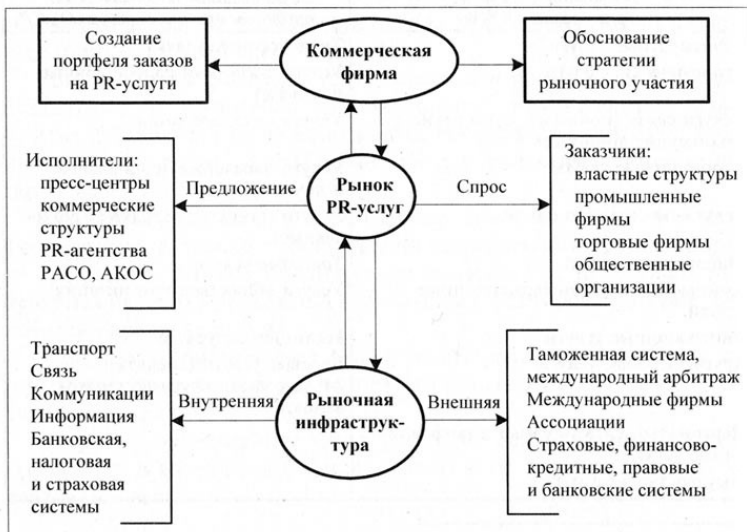 Создание
портфеля заказов
на PR-услуги
Коммерческая
фирма
Обоснование
стратегии
рыночного участия
Исполнители:
пресс-центры
коммерческие
структуры
PR-агентства
РАСО, АКОС
Предложение
Рынок
PR-услуг
Спрос
Заказчики:
властные структуры
промышленные
фирмы
торговые фирмы
общественные
организации
Транспорт
Связь
Коммуникации
Информация
Банковская,
налоговая
и страховая
системы
Внутренняя
Рыночная
инфраструк-
тура
Внешняя
Таможенная система,
международный арбитраж
Международные фирмы
Ассоциации
Страховые, финансово-
кредитные, правовые
и банковские системы